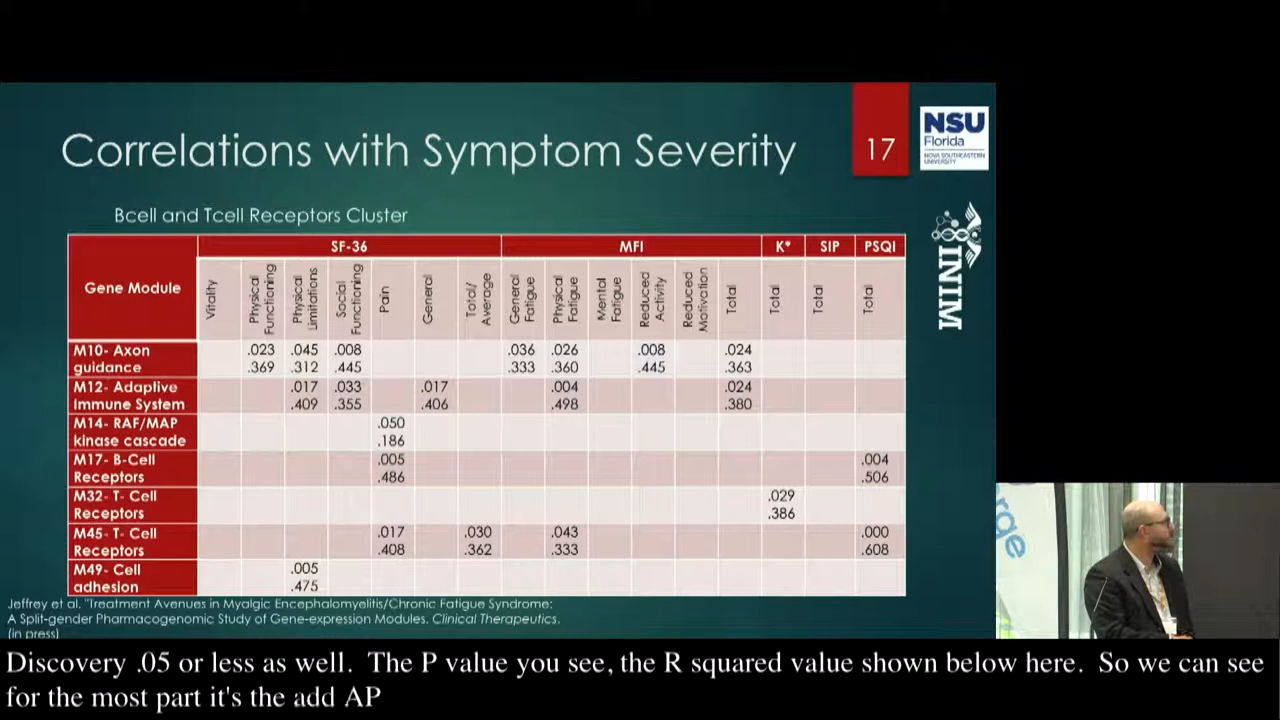 Correlations with Symptom Severity
17
NSU
Florida
NOVA SOUTHEASTERN
UNIVERSITY
INIM
Bcell and Tcell Receptors Cluster
Gene Module SF-36 MFI K* SIP PSQI
Vitality Physical Functioning Physical Limitations Social Functioning Pain General Total/ Average General Fatigue Physical Fatigue Mental Fatigue Reduced Activity Reduced Motivation Total Total Total Total
M10- Axon .023 .045 .008 .036 .026 .008 .024
guidance .369 .312 .445 .333 .360 .445 .363
M12- Adaptive .017 .033 .017 .004 .024
Immune System .409 .355 .406 .498 .380
M14- RAF/MAP .050
kinase cascade .186
M17- B-Cell .005 .004
Receptors .486 .506
M32- T- Cell .029
Receptors .386
M45- T- Cell .017 .030 .043 .000
Receptors .408 .362 .333 .608
M49- Cell .005
adhesion .475
Jeffrey et al. "Treatment Avenues in Myalgic Encephalomyelitis/Chronic Fatigue Syndrome:
A Split-gender Pharmacogenomic Study of Gene-expression Modules. Clinical Therapeutics.
(in press)
Discovery .05 or less as well. The P value you see, the R squared value shown below here. So we can see
for the most part it's the add AP